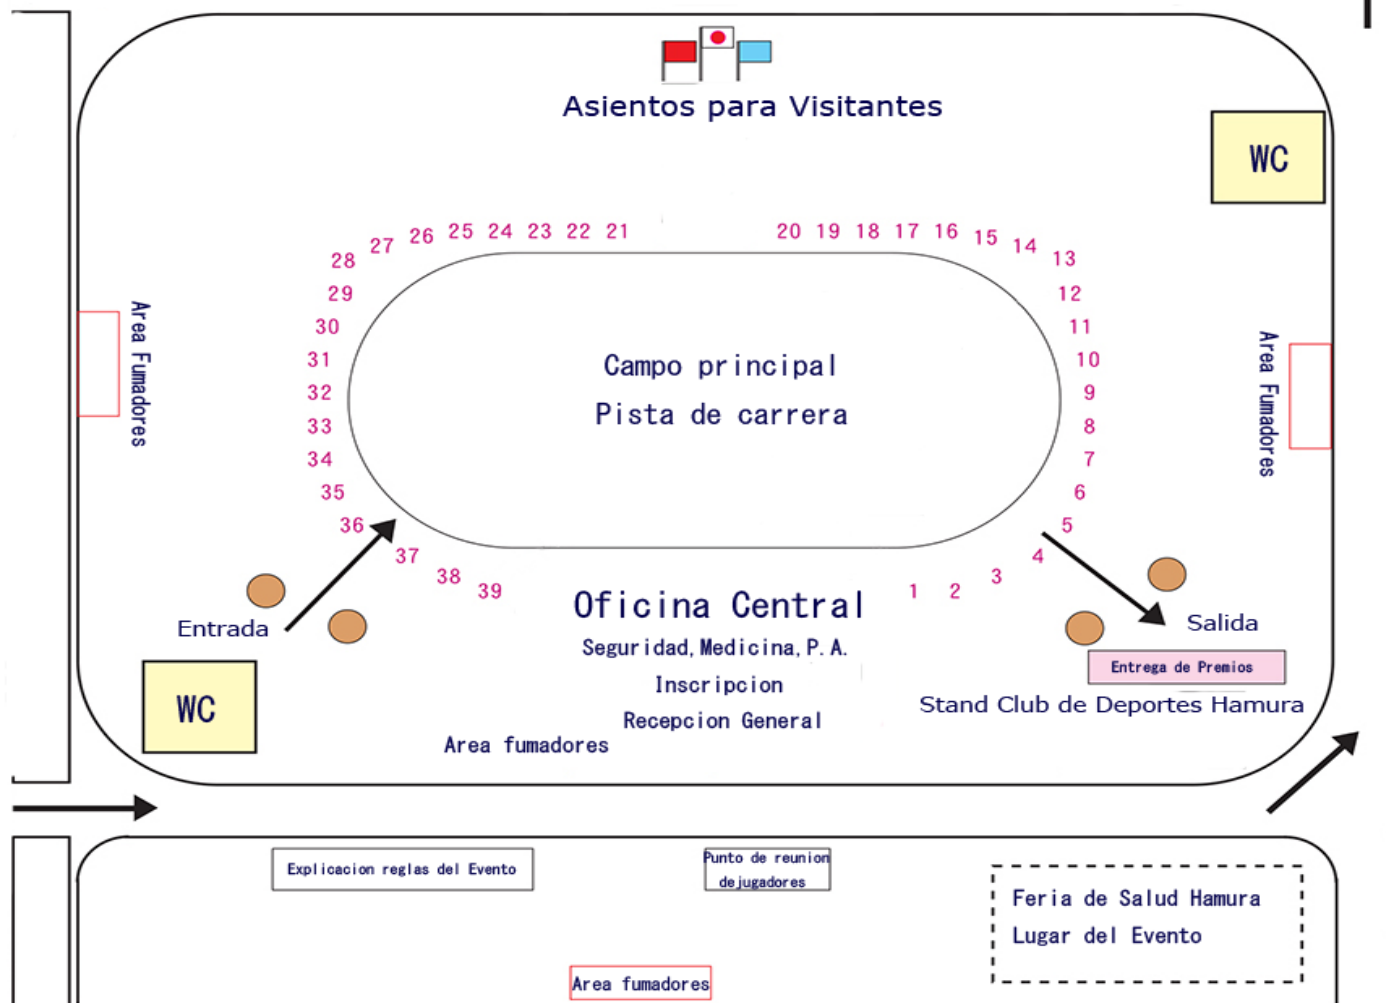 Asientos para Visitantes
WC
28 27 26 25 24 23 22 21 20 19 18 17 16 15 14 13
29 12
30 11
31 10
32 9
33 8
34 7
35 6
36 5
37 4
38 3
39 1 2
Area Fumadores
Area Fumadores
Campo principal
Pista de carrera
Entrada
WC
Oficina Central
Seguridad, Medicina, P. A.
Inscripcion
Recepcion General
Area fumadores
Salida
Entrega de Premios
Stand Club de Deportes Hamura
Explicacion reglas del Evento
Punto de reunion
dejugadores
Feria de Salud Hamura
Lugar del Evento
Area fumadores